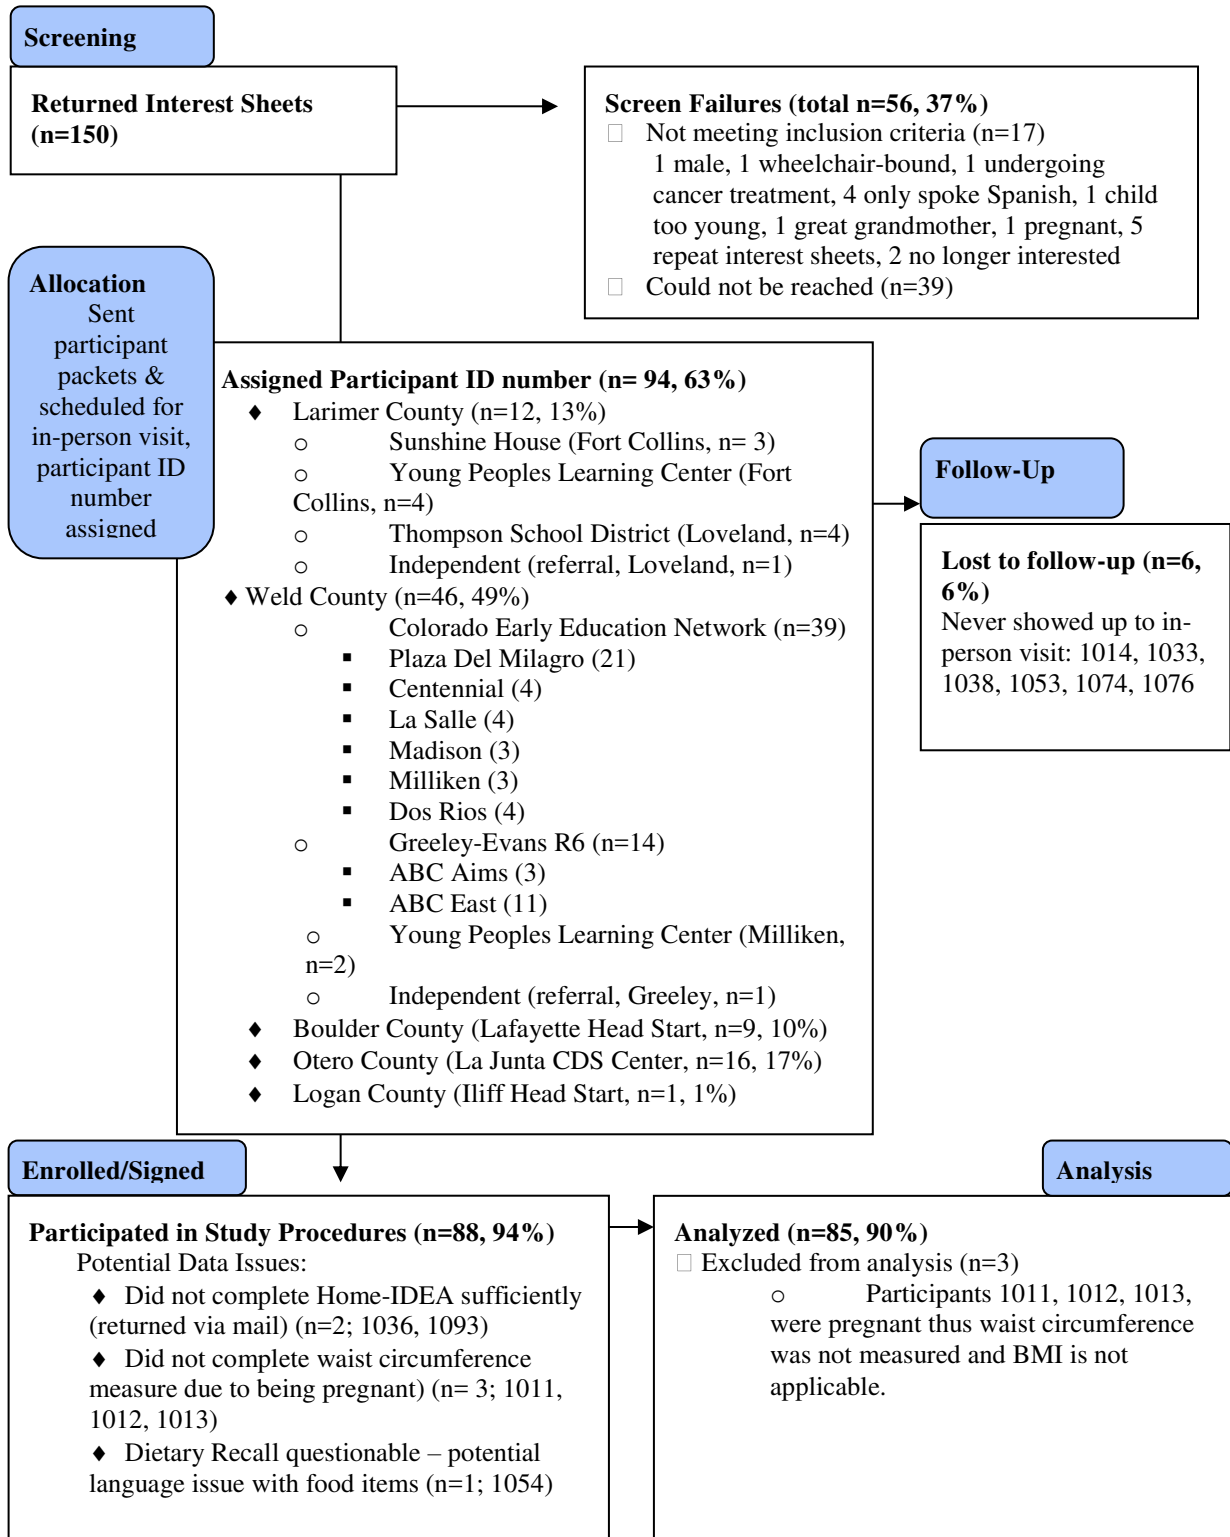 Screening
Returned Interest Sheets
(n=150)
Screen Failures (total n=56, 37%)
Not meeting inclusion criteria (n=17)
1 male, 1 wheelchair-bound, 1 undergoing
cancer treatment, 4 only spoke Spanish, 1 child
too young, 1 great grandmother, 1 pregnant, 5
repeat interest sheets, 2 no longer interested
Could not be reached (n=39)
Allocation
Sent
participant
packets &
scheduled for
in-person visit,
participant ID
number
assigned
Assigned Participant ID number (n= 94, 63%)
♦ Larimer County (n=12, 13%)
o Sunshine House (Fort Collins, n= 3)
o Young Peoples Learning Center (Fort
Collins, n=4)
o Thompson School District (Loveland, n=4)
o Independent (referral, Loveland, n=1)
♦ Weld County (n=46, 49%)
o Colorado Early Education Network (n=39)
▪ Plaza Del Milagro (21)
▪ Centennial (4)
▪ La Salle (4)
▪ Madison (3)
▪ Milliken (3)
▪ Dos Rios (4)
o Greeley-Evans R6 (n=14)
▪ ABC Aims (3)
▪ ABC East (11)
o Young Peoples Learning Center (Milliken,
n=2)
o Independent (referral, Greeley, n=1)
♦ Boulder County (Lafayette Head Start, n=9, 10%)
♦ Otero County (La Junta CDS Center, n=16, 17%)
♦ Logan County (Iliff Head Start, n=1, 1%)
Follow-Up
Lost to follow-up (n=6,
6%)
Never showed up to in-
person visit: 1014, 1033,
1038, 1053, 1074, 1076
Enrolled/Signed
Participated in Study Procedures (n=88, 94%)
Potential Data Issues:
♦ Did not complete Home-IDEA sufficiently
(returned via mail) (n=2; 1036, 1093)
♦ Did not complete waist circumference
measure due to being pregnant) (n= 3; 1011,
1012, 1013)
♦ Dietary Recall questionable – potential
language issue with food items (n=1; 1054)
Analysis
Analyzed (n=85, 90%)
Excluded from analysis (n=3)
o Participants 1011, 1012, 1013,
were pregnant thus waist circumference
was not measured and BMI is not
applicable.